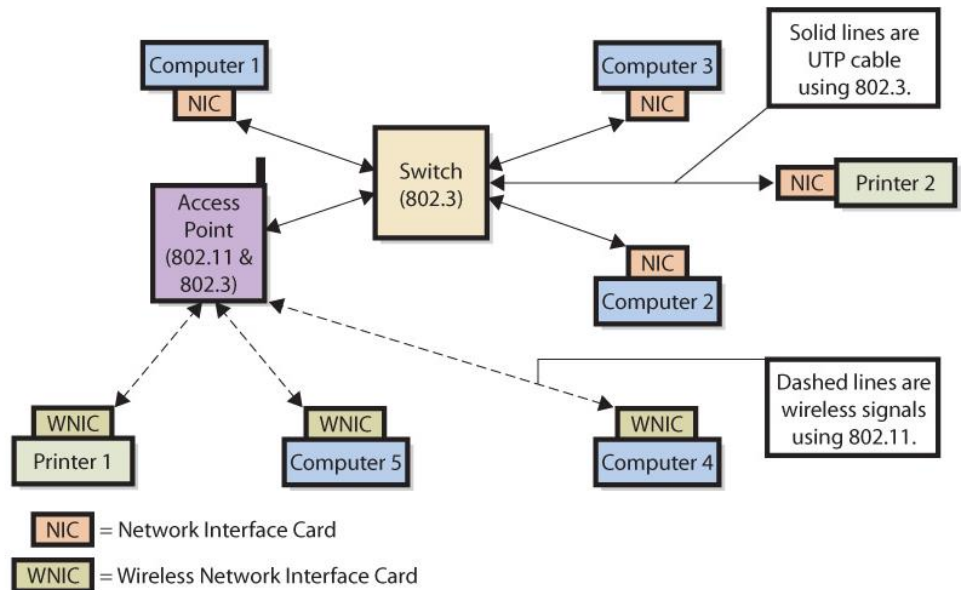 Computer 1
NIC
Computer 3
NIC
Solid lines are
UTP cable
using 802.3.
Switch
(802.3)
NIC
Printer 2
Access
Point
(802.11 &
802.3)
NIC
Computer 2
Dashed lines are
wireless signals
using 802.11.
WNIC
Printer 1
WNIC
Computer 5
WNIC
Computer 4
NIC = Network Interface Card
WNIC = Wireless Network Interface Card